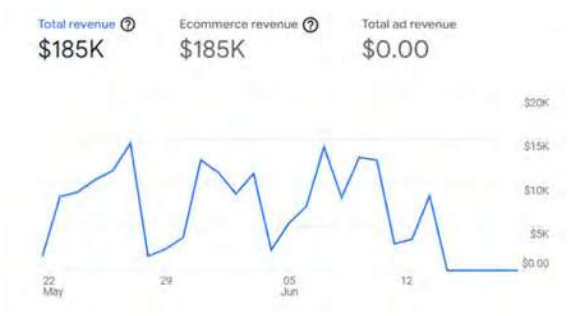 Total revenue ? Ecommerce revenue ? Total ad revenue
$185K $185K $0.00
$20K
$15K
$10K
$5K
$0.00
22 29 05 12
May Jun